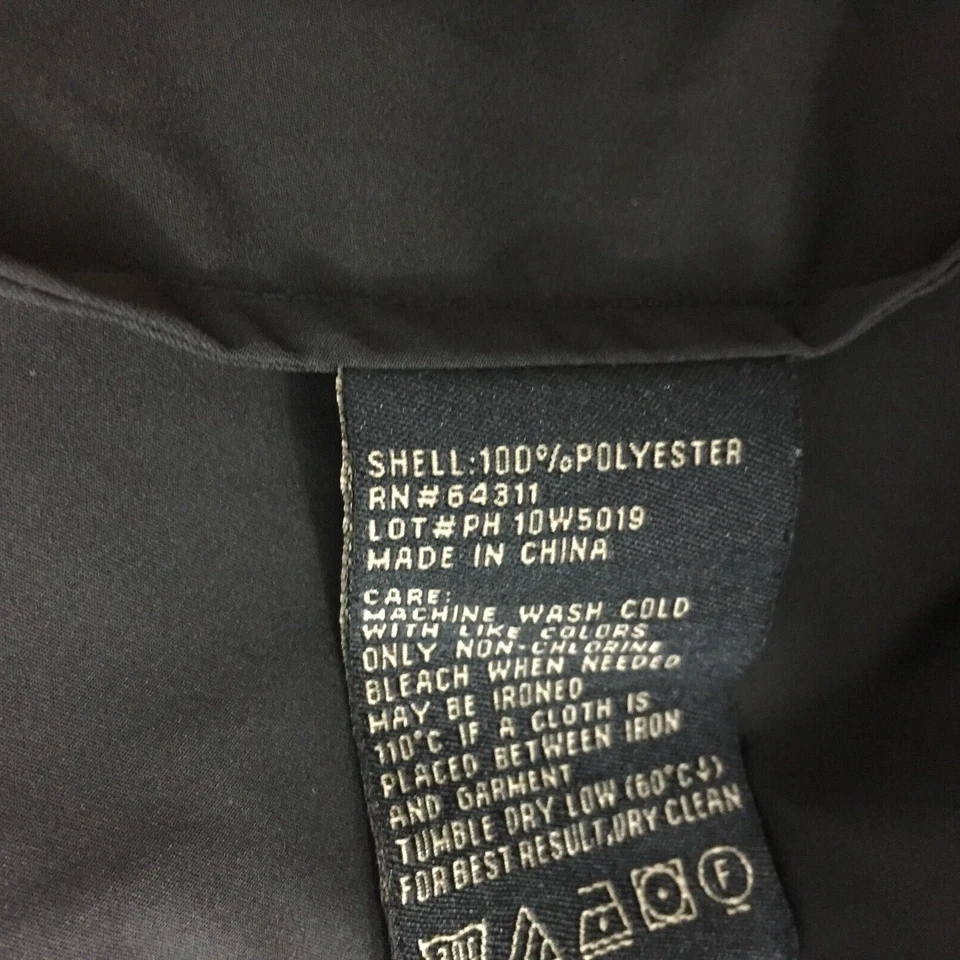 SHELL:100%POLYESTER
RN#64311
LOT#PH 10W5019
MADE IN CHINA
CARE:
MACHINE WASH COLD
WITH LIKE COLORS
ONLY NON-CHLORINE
BLEACH WHEN NEEDED
MAY BE IRONED
110°C IF A CLOTH IS
PLACED BETWEEN IRON
AND GARMENT
TUMBLE DRY LOW (60°C↓)
FOR BEST RESULT,DRY CLEAN
F